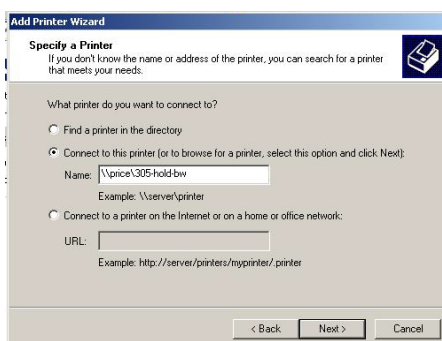 Add Printer Wizard
Specify a Printer
If you don't know the name or address of the printer, you can search for a printer
that meets your needs.
What printer do you want to connect to?
Find a printer in the directory
Connect to this printer (or to browse for a printer, select this option and click Next):
Name: \\price\305-hold-bw
Example: \\server\printer
Connect to a printer on the Internet or on a home or office network:
URL:
Example: http://server/printers/myprinter/.printer
< Back Next > Cancel